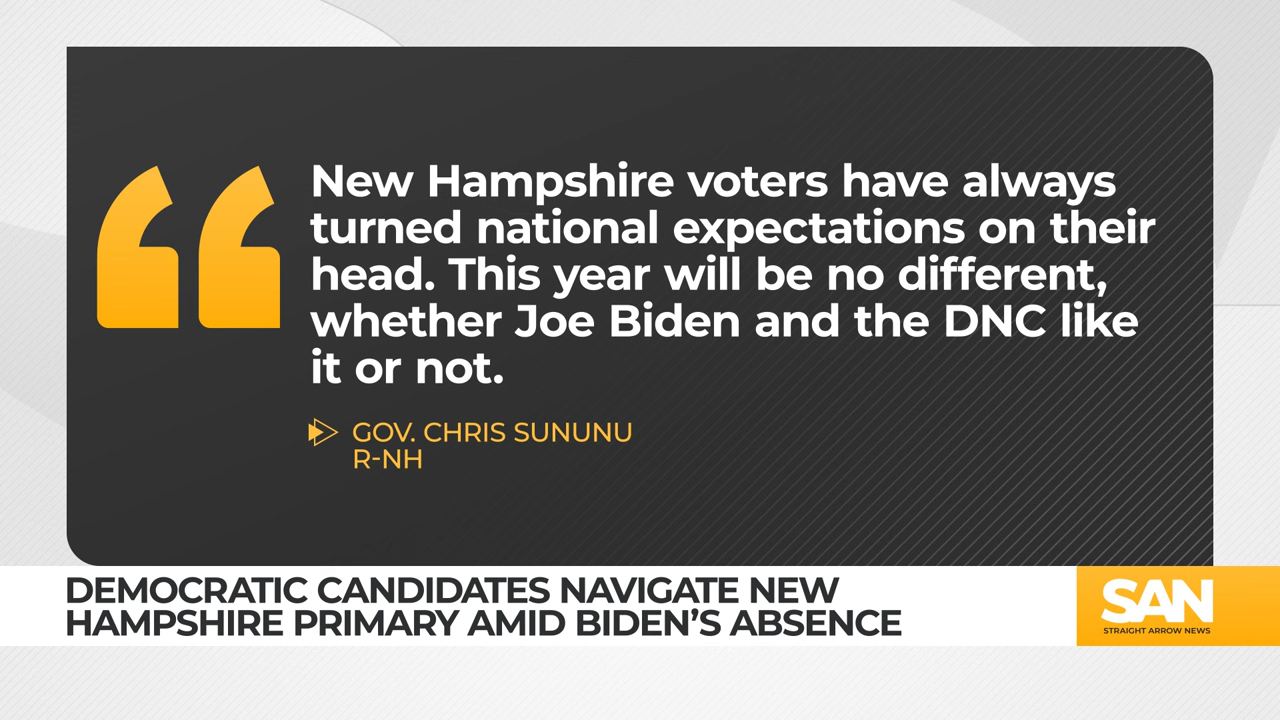 New Hampshire voters have always
turned national expectations on their
head. This year will be no different,
whether Joe Biden and the DNC like
it or not.
GOV. CHRIS SUNUNU
R-NH
DEMOCRATIC CANDIDATES NAVIGATE NEW
HAMPSHIRE PRIMARY AMID BIDEN'S ABSENCE
SAN
STRAIGHT ARROW NEWS